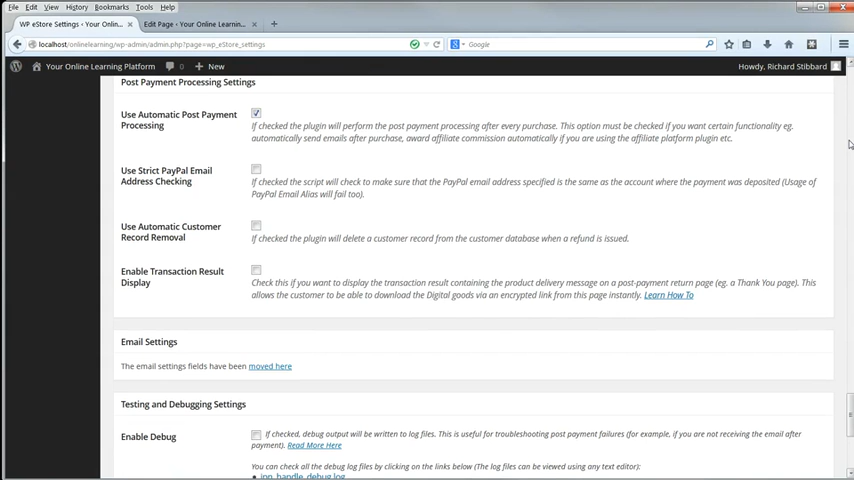 File Edit View History Bookmarks Tools Help
WP eStore Settings ‹ Your Onlin... × Edit Page ‹ Your Online Learnin... × +
localhost/onlinelearning/wp-admin/admin.php?page=wp_eStore_settings Google
Your Online Learning Platform 0 + New Howdy, Richard Stibbard
Post Payment Processing Settings
Use Automatic Post Payment
Processing
If checked the plugin will perform the post payment processing after every purchase. This option must be checked if you want certain functionality eg.
automatically send emails after purchase, award affiliate commission automatically if you are using the affiliate platform plugin etc.
Use Strict PayPal Email
Address Checking
If checked the script will check to make sure that the PayPal email address specified is the same as the account where the payment was deposited (Usage of
PayPal Email Alias will fail too).
Use Automatic Customer
Record Removal
If checked the plugin will delete a customer record from the customer database when a refund is issued.
Enable Transaction Result
Display
Check this if you want to display the transaction result containing the product delivery message on a post-payment return page (eg. a Thank You page). This
allows the customer to be able to download the Digital goods via an encrypted link from this page instantly. Learn How To
Email Settings
The email settings fields have been moved here
Testing and Debugging Settings
Enable Debug
If checked, debug output will be written to log files. This is useful for troubleshooting post payment failures (for example, if you are not receiving the email after
payment). Read More Here
You can check all the debug log files by clicking on the links below (The log files can be viewed using any text editor):
• ipn_handle_debug.log